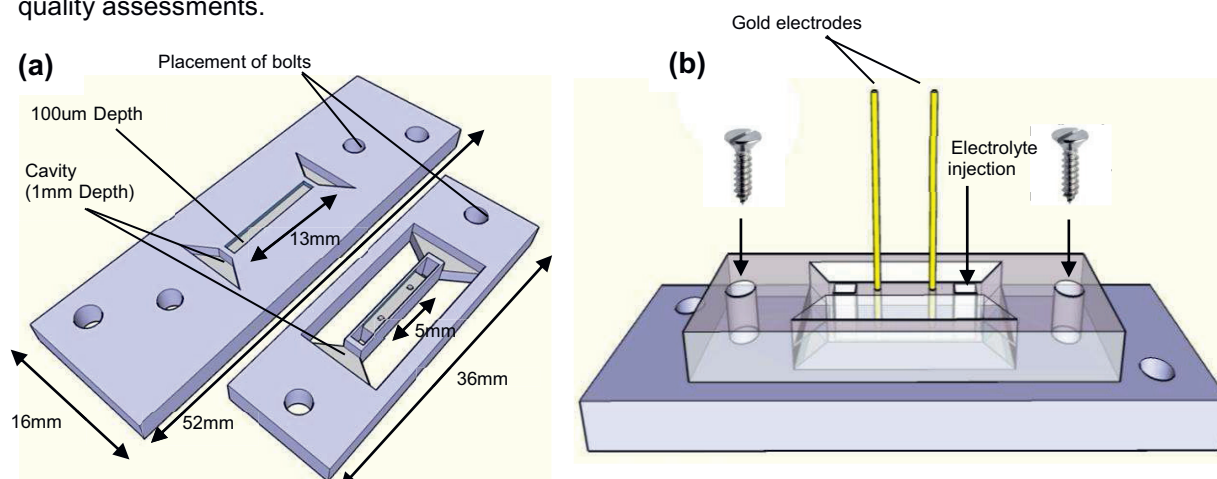 quality assessments.
(a)
Placement of bolts
100um Depth
Cavity
(1mm Depth)
13mm
5mm
36mm
52mm
16mm
Gold electrodes
(b)
Electrolyte
injection